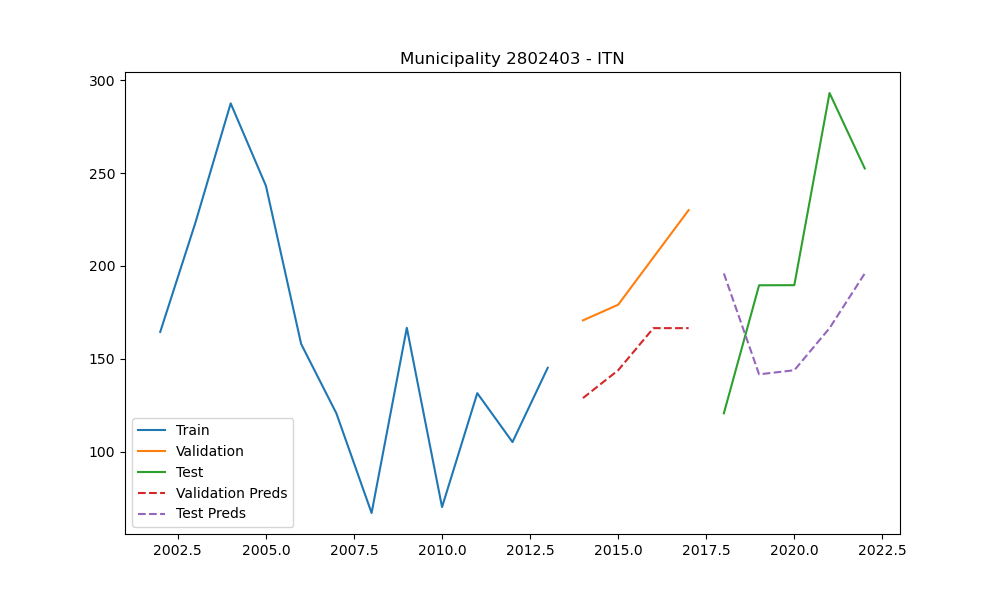 Municipality 2802403 - ITN
300
250
200
150
100
Train
Validation
Test
Validation Preds
Test Preds
2002.5 2005.0 2007.5 2010.0 2012.5 2015.0 2017.5 2020.0 2022.5